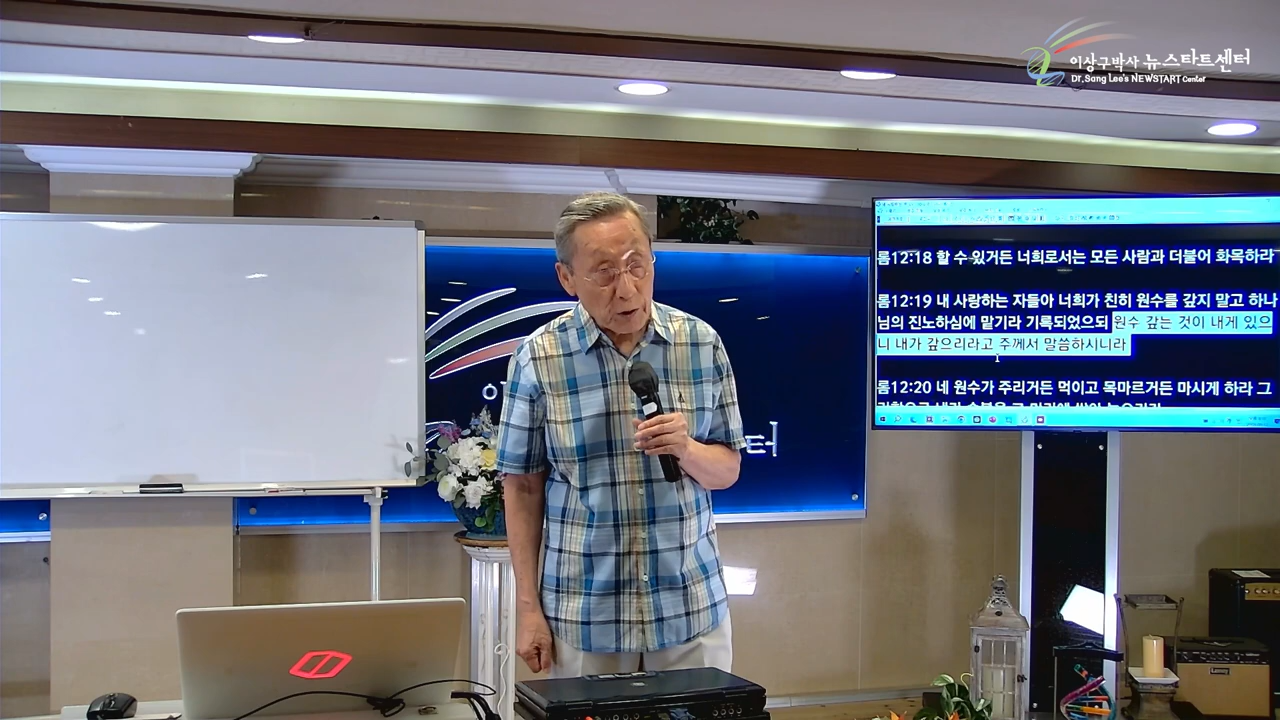 이상구박사 뉴스타트센터
Dr. Sang Lee's NEWSTART Center
롬12:18 할 수 있거든 너희로서는 모든 사람과 더불어 화목하라
롬12:19 내 사랑하는 자들아 너희가 친히 원수를 갚지 말고 하나
님의 진노하심에 맡기라 기록되었으되 원수 갚는 것이 내게 있으
니 내가 갚으리라고 주께서 말씀하시니라
롬12:20 네 원수가 주리거든 먹이고 목마르거든 마시게 하라 그
이
터
Laney